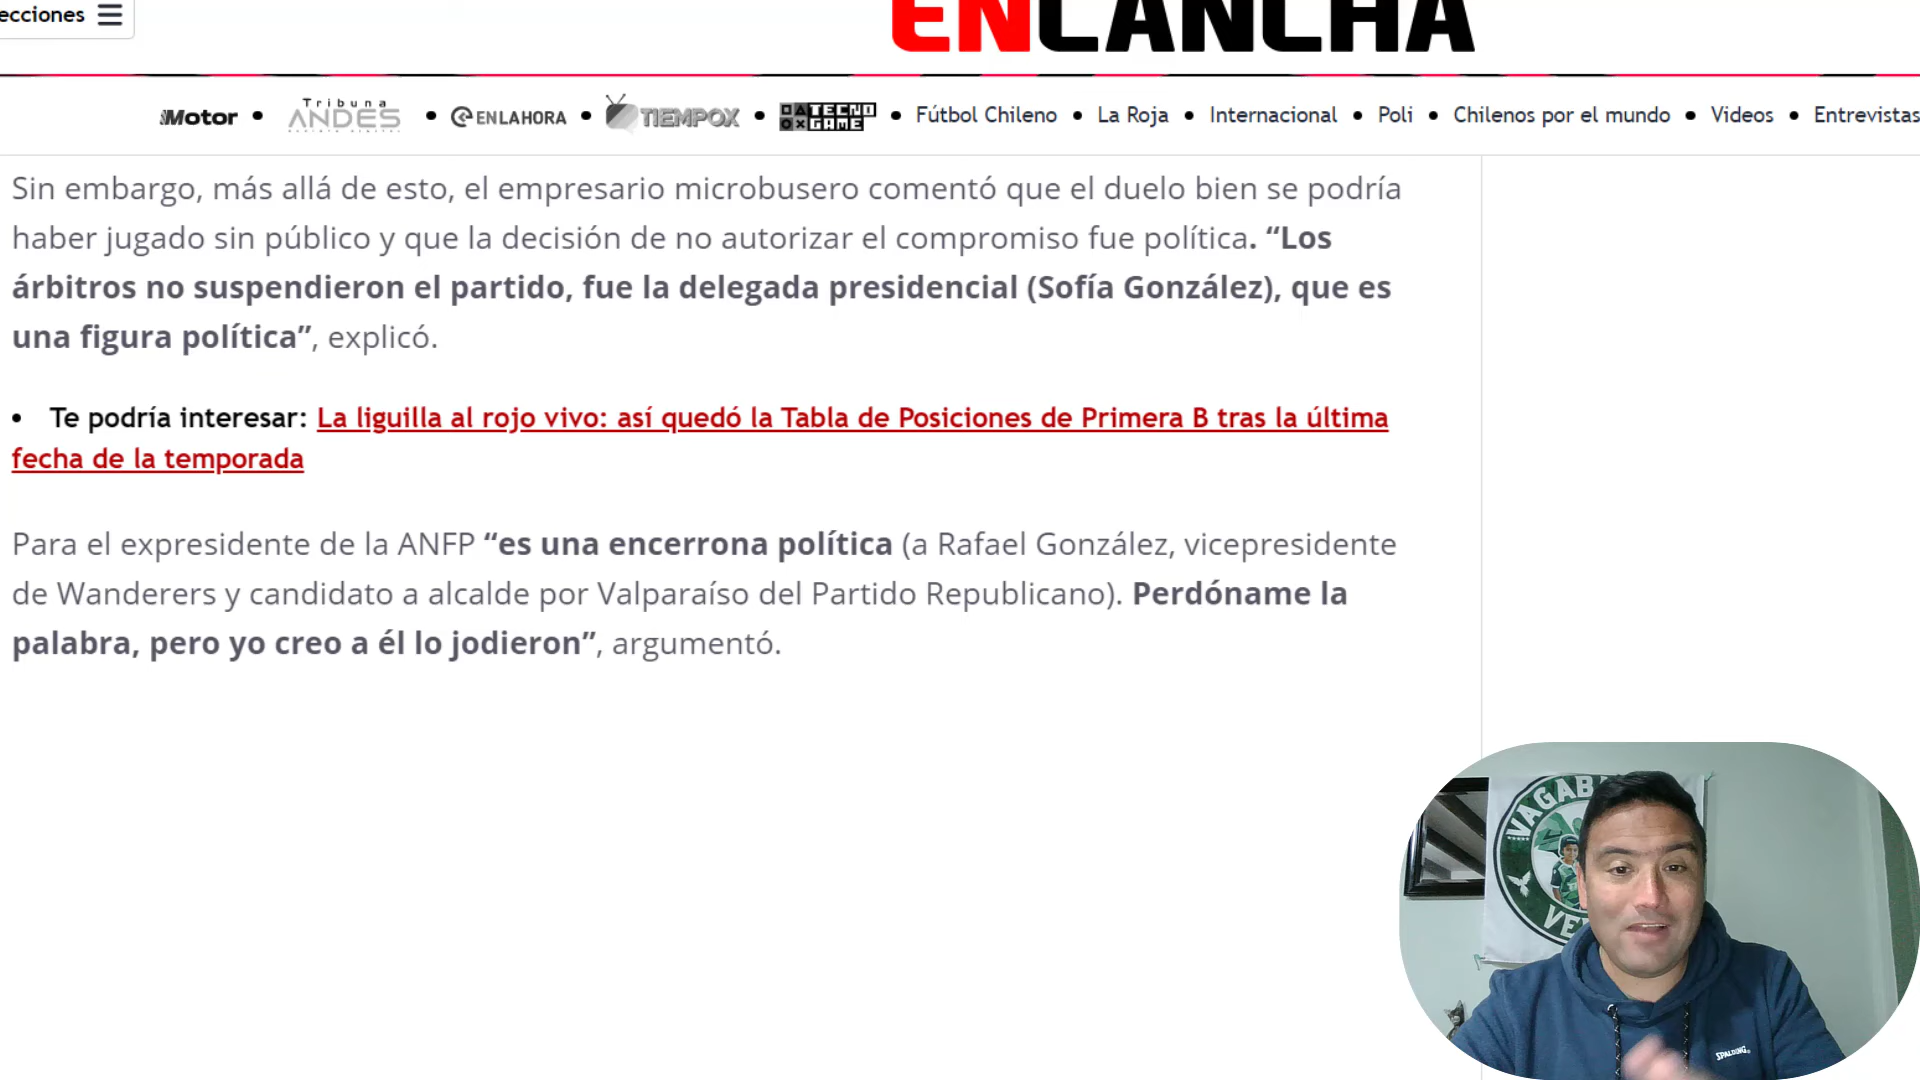 ecciones
ENCANCHA
Motor • Tribuna ANDES • ENLAHORA • TIEMPOX • TECNO GAME • Fútbol Chileno • La Roja • Internacional • Poli • Chilenos por el mundo • Videos • Entrevistas
Sin embargo, más allá de esto, el empresario microbusero comentó que el duelo bien se podría
haber jugado sin público y que la decisión de no autorizar el compromiso fue política. “Los
árbitros no suspendieron el partido, fue la delegada presidencial (Sofía González), que es
una figura política”, explicó.
• Te podría interesar: La liguilla al rojo vivo: así quedó la Tabla de Posiciones de Primera B tras la última
fecha de la temporada
Para el expresidente de la ANFP “es una encerrona política (a Rafael González, vicepresidente
de Wanderers y candidato a alcalde por Valparaíso del Partido Republicano). Perdóname la
palabra, pero yo creo a él lo jodieron”, argumentó.
VAGAB
VE
SPALDING